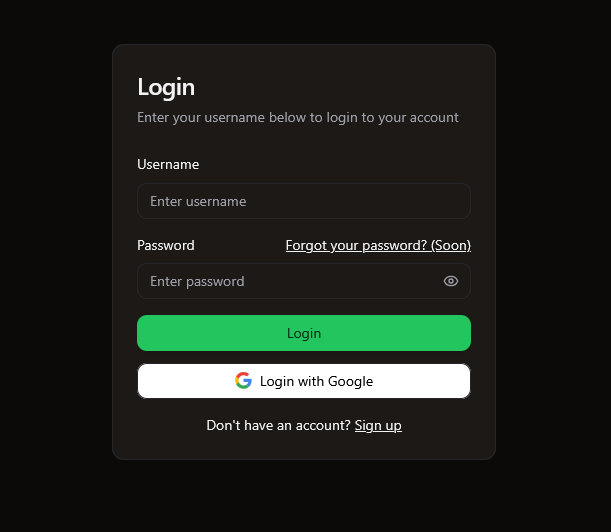 Login
Enter your username below to login to your account
Username
Enter username
Password
Forgot your password? (Soon)
Enter password
Login
Login with Google
Don't have an account? Sign up